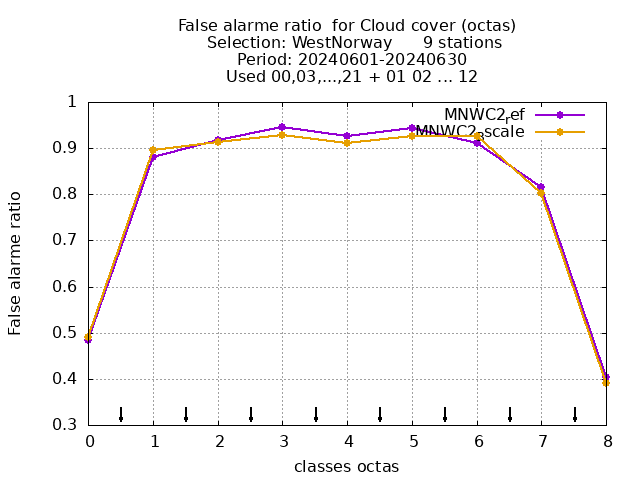 False alarme ratio  for Cloud cover (octas)
Selection: WestNorway      9 stations
Period: 20240601-20240630
Used 00,03,...,21 + 01 02 ... 12
MNWC2ref
MNWC2scale
1
0.9
0.8
0.7
0.6
0.5
0.4
0.3
False alarme ratio
0 1 2 3 4 5 6 7 8
classes octas